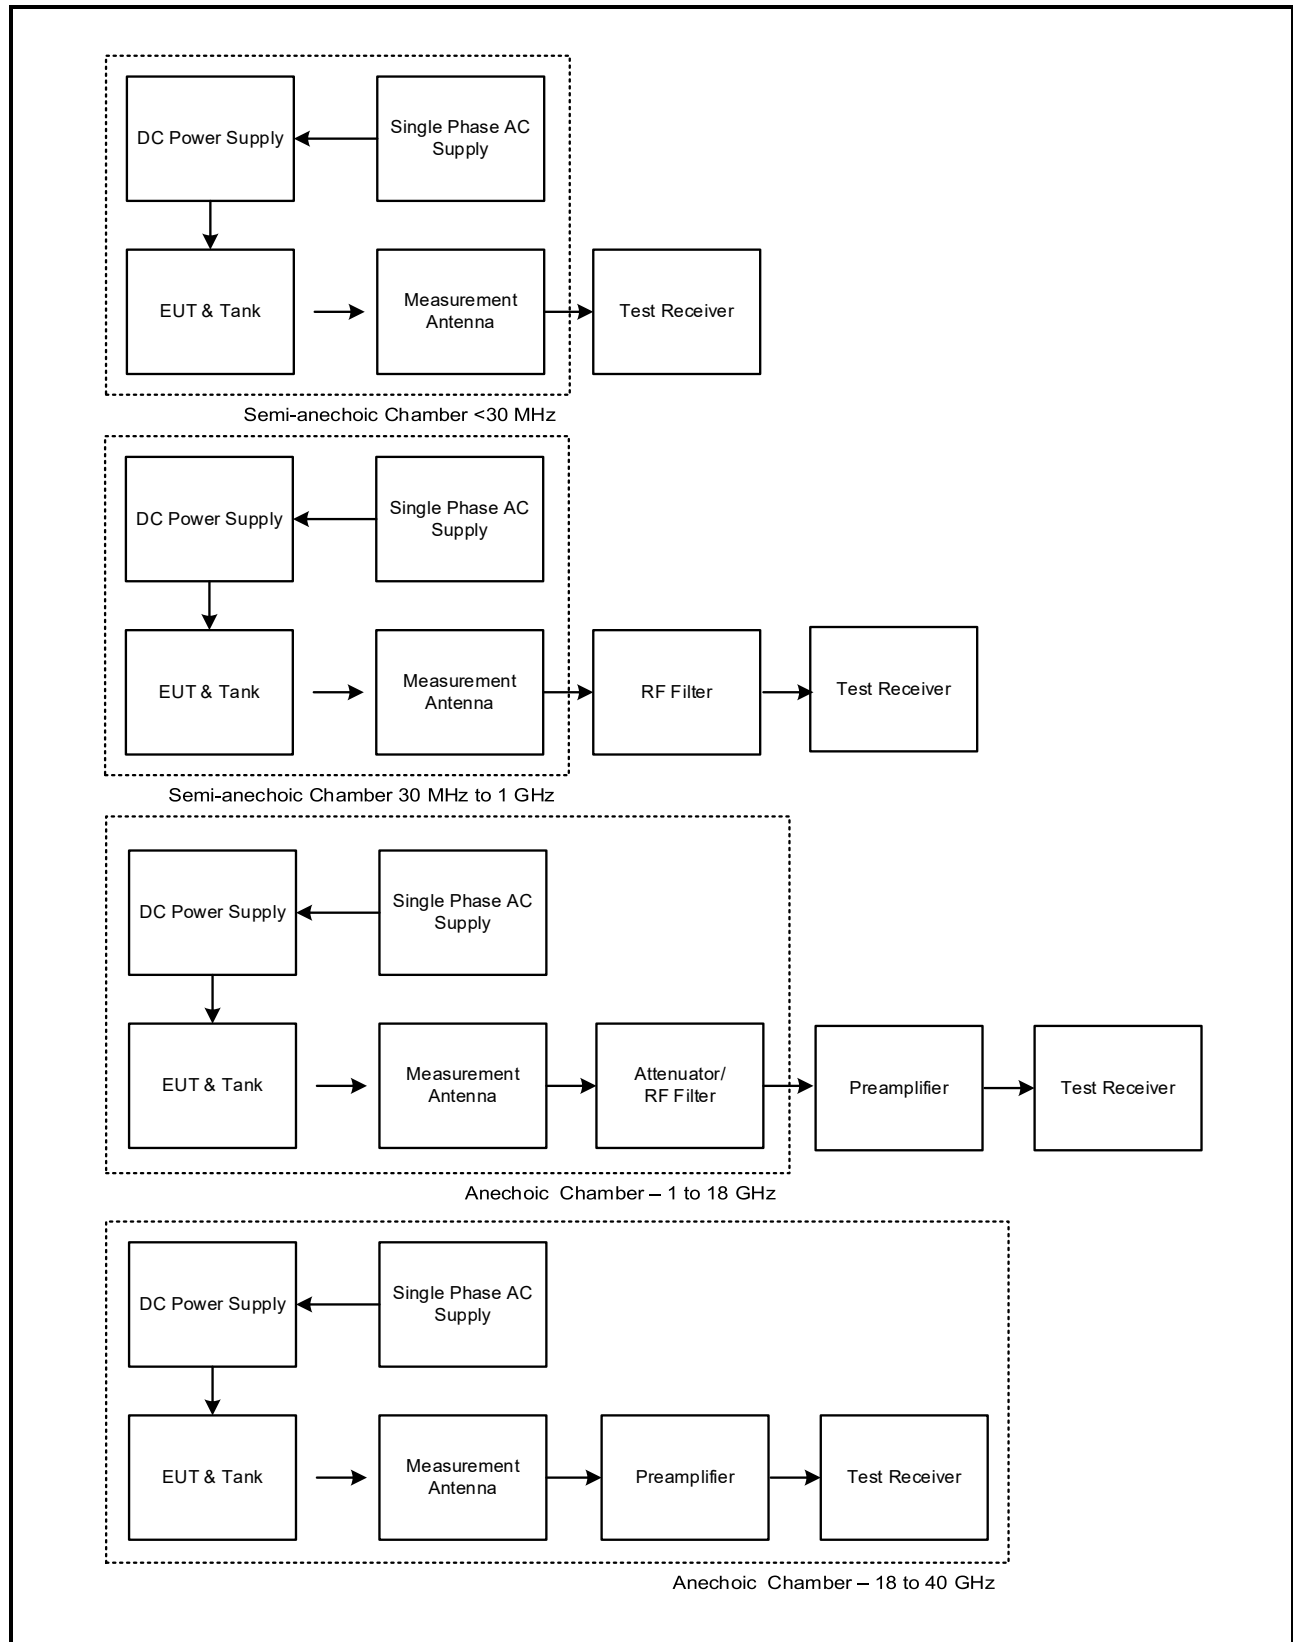 DC Power Supply
Single Phase AC
Supply
EUT & Tank
Measurement
Antenna
Test Receiver
Semi-anechoic Chamber <30 MHz
DC Power Supply
Single Phase AC
Supply
EUT & Tank
Measurement
Antenna
RF Filter
Test Receiver
Semi-anechoic Chamber 30 MHz to 1 GHz
DC Power Supply
Single Phase AC
Supply
EUT & Tank
Measurement
Antenna
Attenuator/
RF Filter
Preamplifier
Test Receiver
Anechoic Chamber – 1 to 18 GHz
DC Power Supply
Single Phase AC
Supply
EUT & Tank
Measurement
Antenna
Preamplifier
Test Receiver
Anechoic Chamber – 18 to 40 GHz